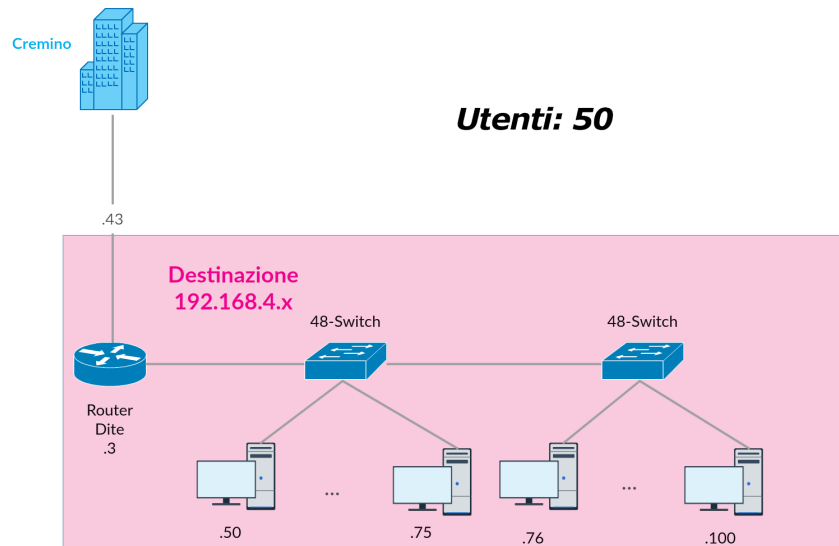 Cremino
Utenti: 50
.43
Destinazione
192.168.4.x
48-Switch
48-Switch
Router
Dite
.3
...
...
.50
.75
.76
.100